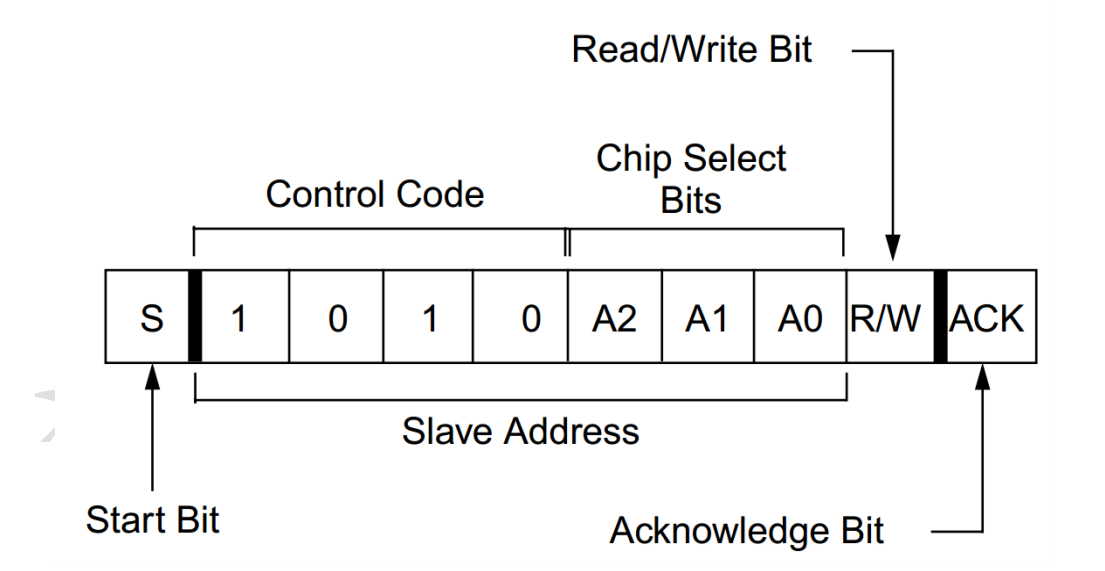 Read/Write Bit
Chip Select
Bits
Control Code
S 1 0 1 0 A2 A1 A0 R/W ACK
Slave Address
Start Bit
Acknowledge Bit